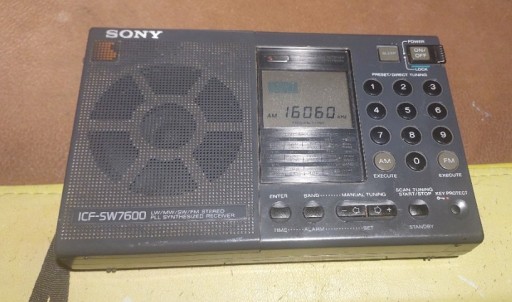 SONY
POWER
ON/
OFF
LOCK
PRESET/DIRECT TUNING
1 2 3
4 5 6
7 8 9
AM 0 FM
EXECUTE EXECUTE
AM 16060
ICF-SW7600
LW/MW/SW/FM STEREO
PLL SYNTHESIZED RECEIVER
ENTER BAND MANUAL TUNING
SCAN TUNING
START/STOP
KEY PROTECT
TIME ALARM SET STANDBY